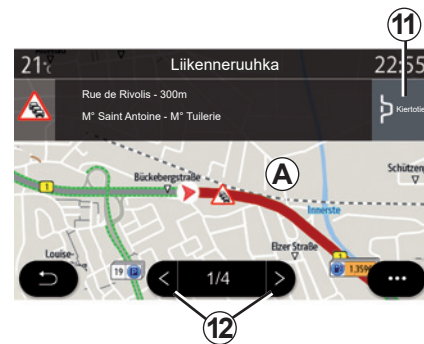 11
21°
Liikenneruuhka
22:55
Rue de Rivolis - 300m
Kiertotie
M° Saint Antoine - M° Tuilerie
A
Bückebergstraße
Schützen
1
Innerste
Elzer Straße
Louise-
1
19
1/4
1.359
12